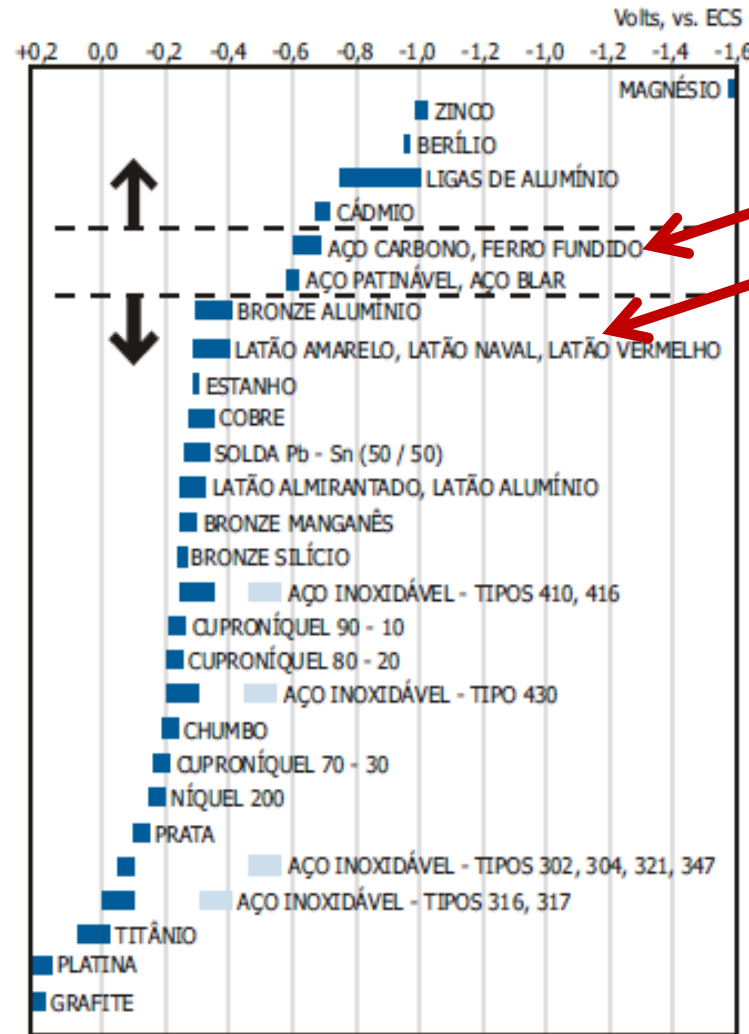 Volts, vs. ECS
+0,2 0,0 -0,2 -0,4 -0,6 -0,8 -1,0 -1,2 -1,0 -1,2 -1,4 -1,6
MAGNÉSIO
ZINCO
BERÍLIO
LIGAS DE ALUMÍNIO
CÁDMIO
AÇO CARBONO, FERRO FUNDIDO
AÇO PATINÁVEL, AÇO BLAR
BRONZE ALUMÍNIO
LATÃO AMARELO, LATÃO NAVAL, LATÃO VERMELHO
ESTANHO
COBRE
SOLDA Pb - Sn (50 / 50)
LATÃO ALMIRANTADO, LATÃO ALUMÍNIO
BRONZE MANGANÊS
BRONZE SILÍCIO
AÇO INOXIDÁVEL - TIPOS 410, 416
CUPRONÍQUEL 90 - 10
CUPRONÍQUEL 80 - 20
AÇO INOXIDÁVEL - TIPO 430
CHUMBO
CUPRONÍQUEL 70 - 30
NÍQUEL 200
PRATA
AÇO INOXIDÁVEL - TIPOS 302, 304, 321, 347
AÇO INOXIDÁVEL - TIPOS 316, 317
TITÂNIO
PLATINA
GRAFITE